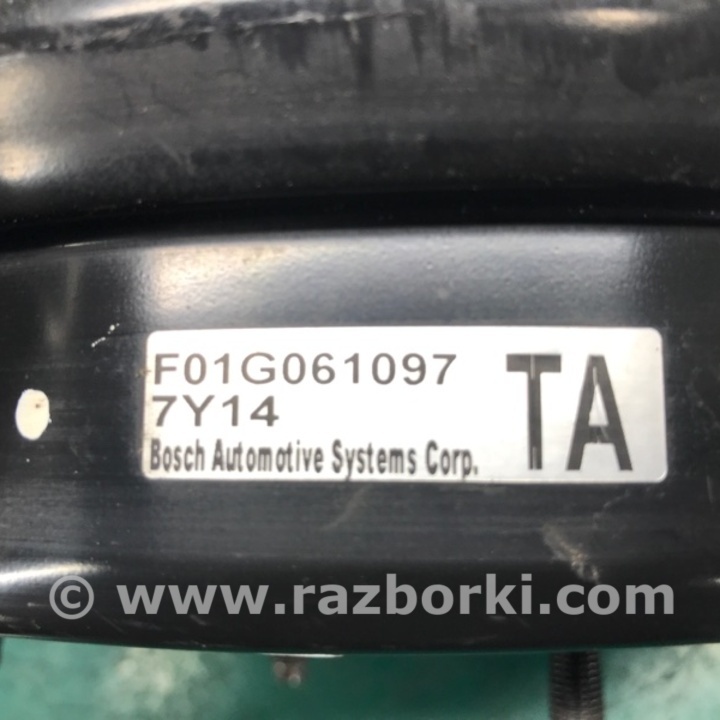 F01G061097
7Y14
TA
Bosch Automotive Systems Corp.
© www.razborki.com